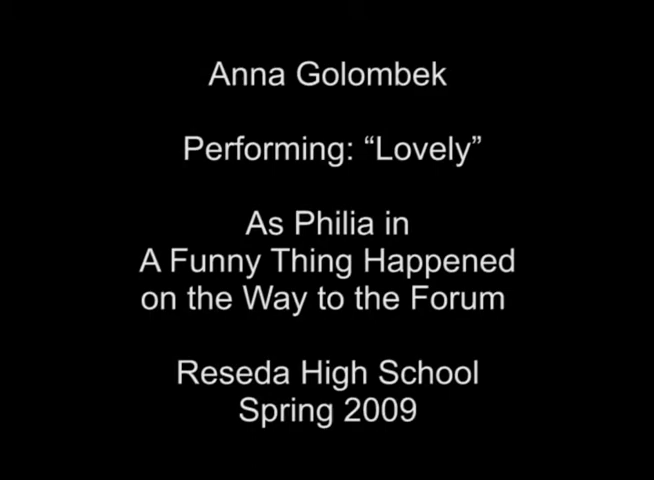 Anna Golombek
Performing: “Lovely”
As Philia in
A Funny Thing Happened
on the Way to the Forum
Reseda High School
Spring 2009